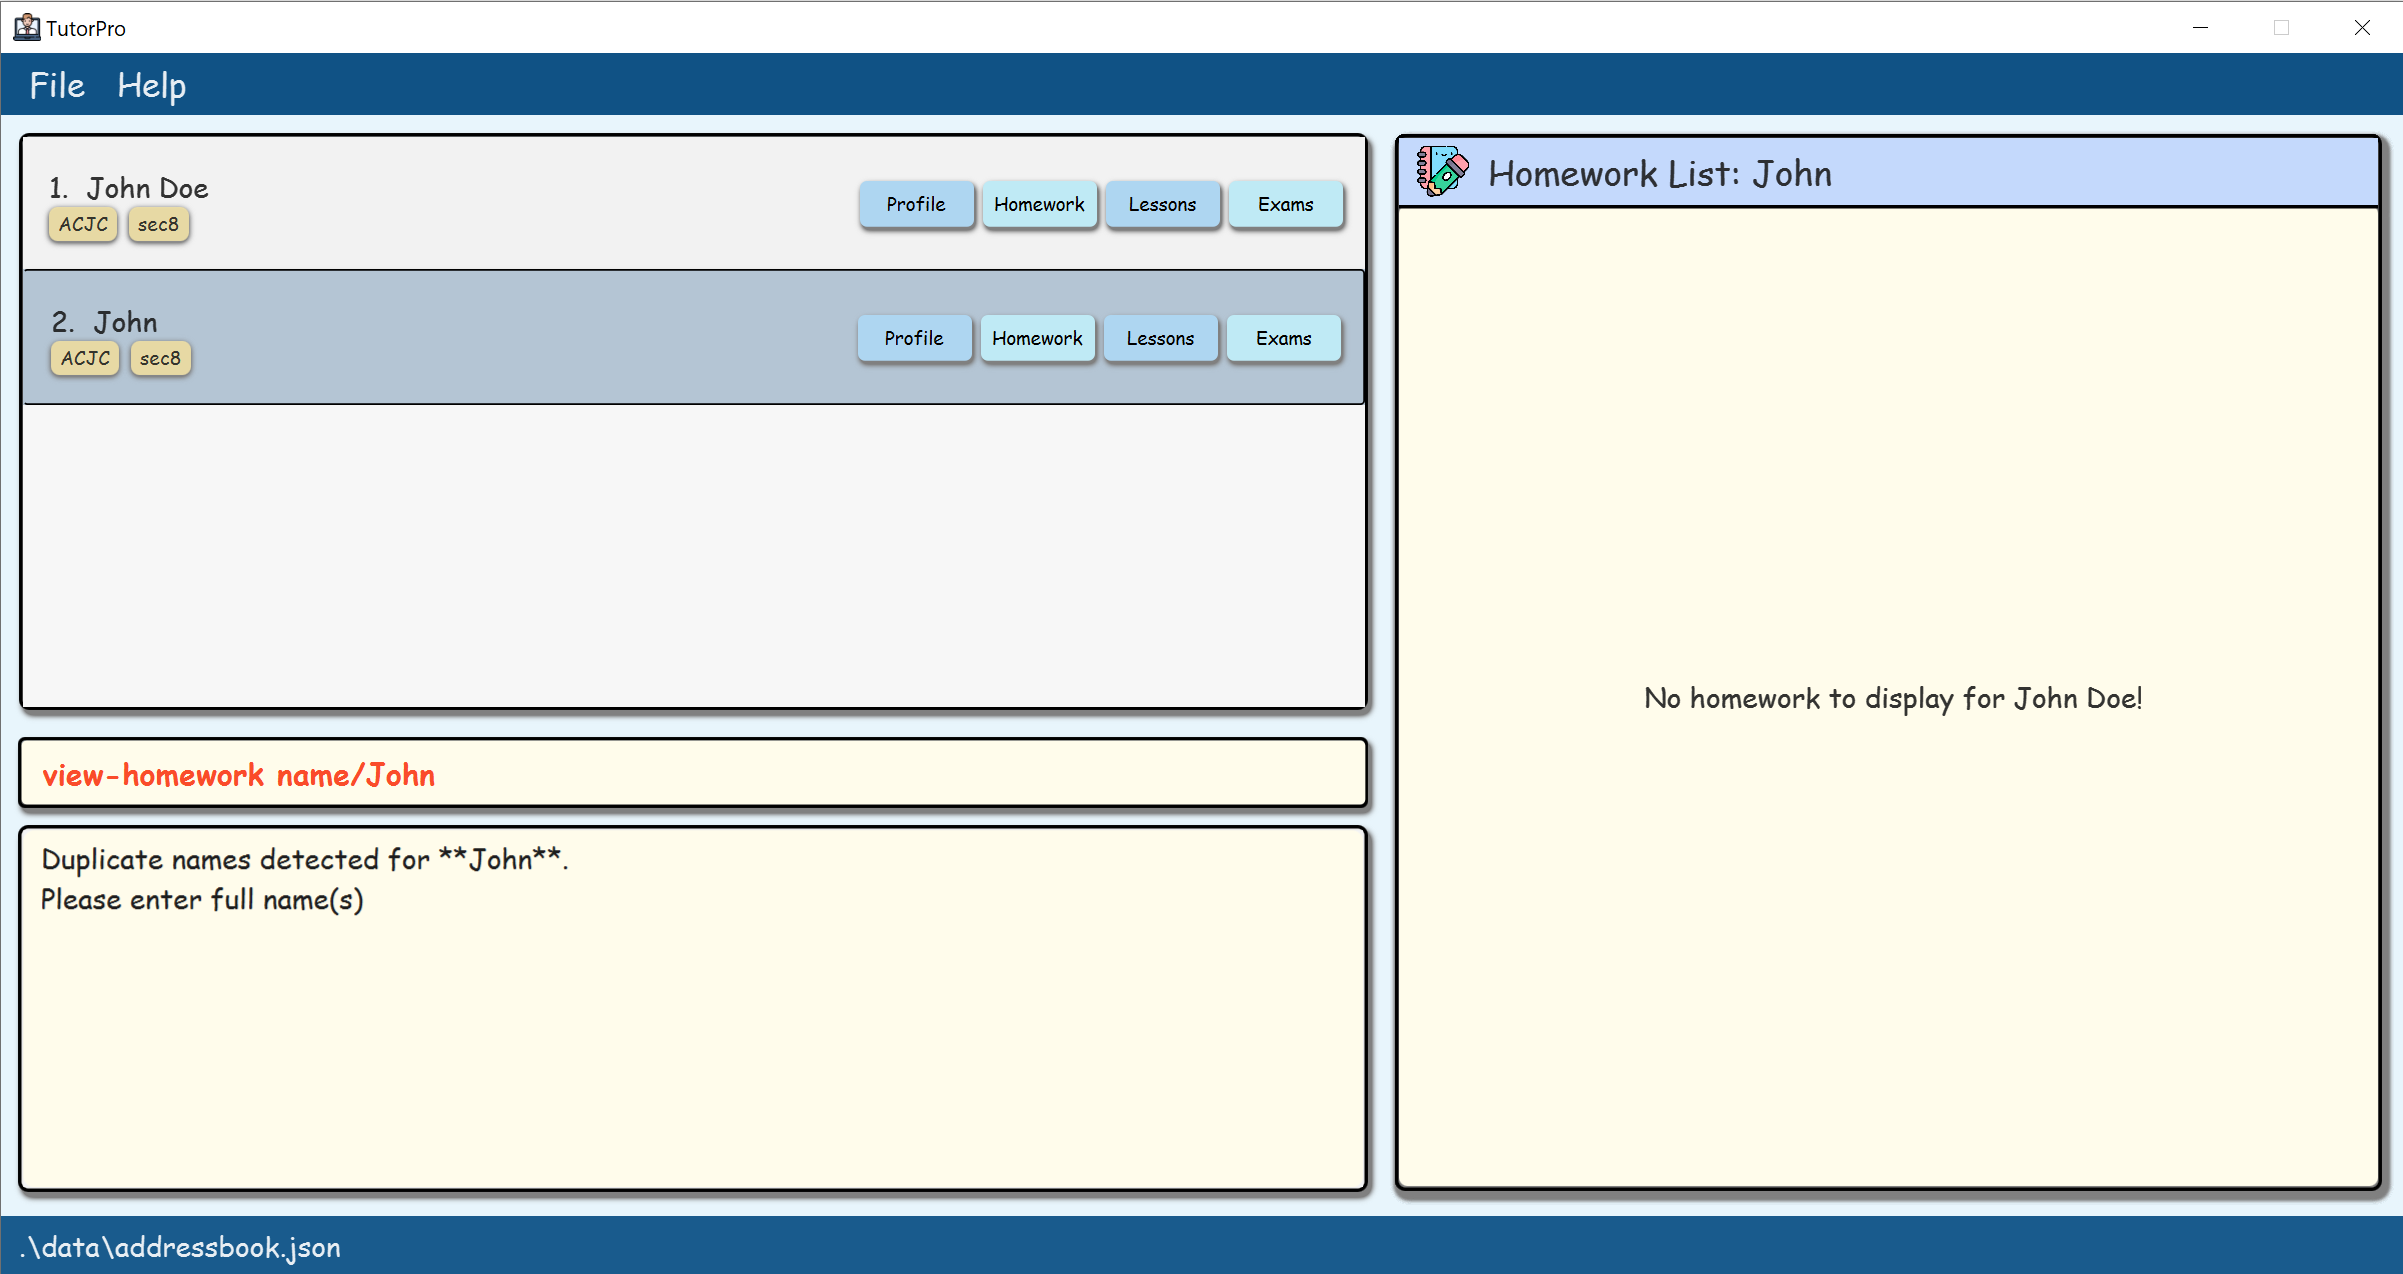 TutorPro
File Help
1. John Doe
ACJC sec8
Profile Homework Lessons Exams
2. John
ACJC sec8
Profile Homework Lessons Exams
view-homework name/John
Duplicate names detected for **John**.
Please enter full name(s)
Homework List: John
No homework to display for John Doe!
.\data\addressbook.json